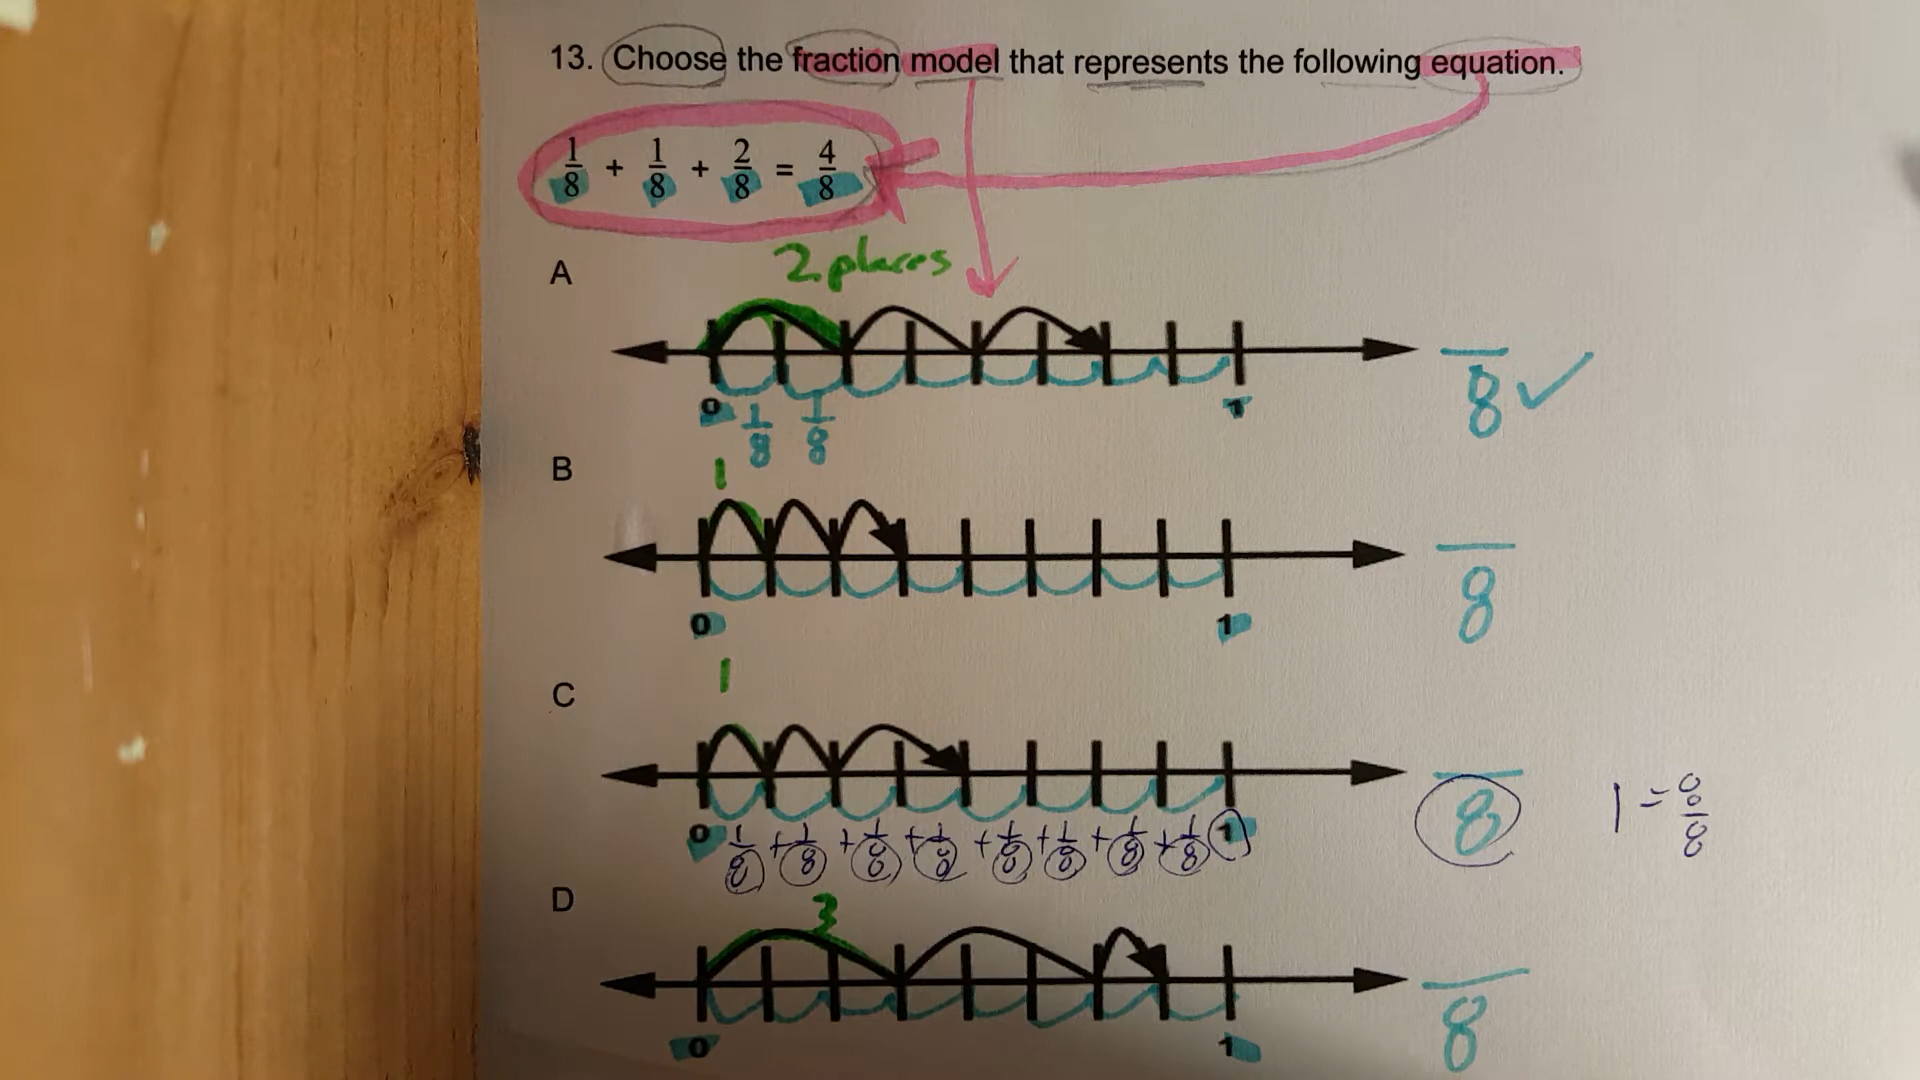 13. Choose the fraction model that represents the following equation.
1/8 + 1/8 + 2/8 = 4/8
2 places
A
0 1
1/8 1/8
8
B
1
0 1
8
1
C
0 1
1/8 + 1/8 + 1/8 + 1/8 + 1/8 + 1/8 + 1/8 + 1/8
8
1 = 8/8
D
3
0 1
8